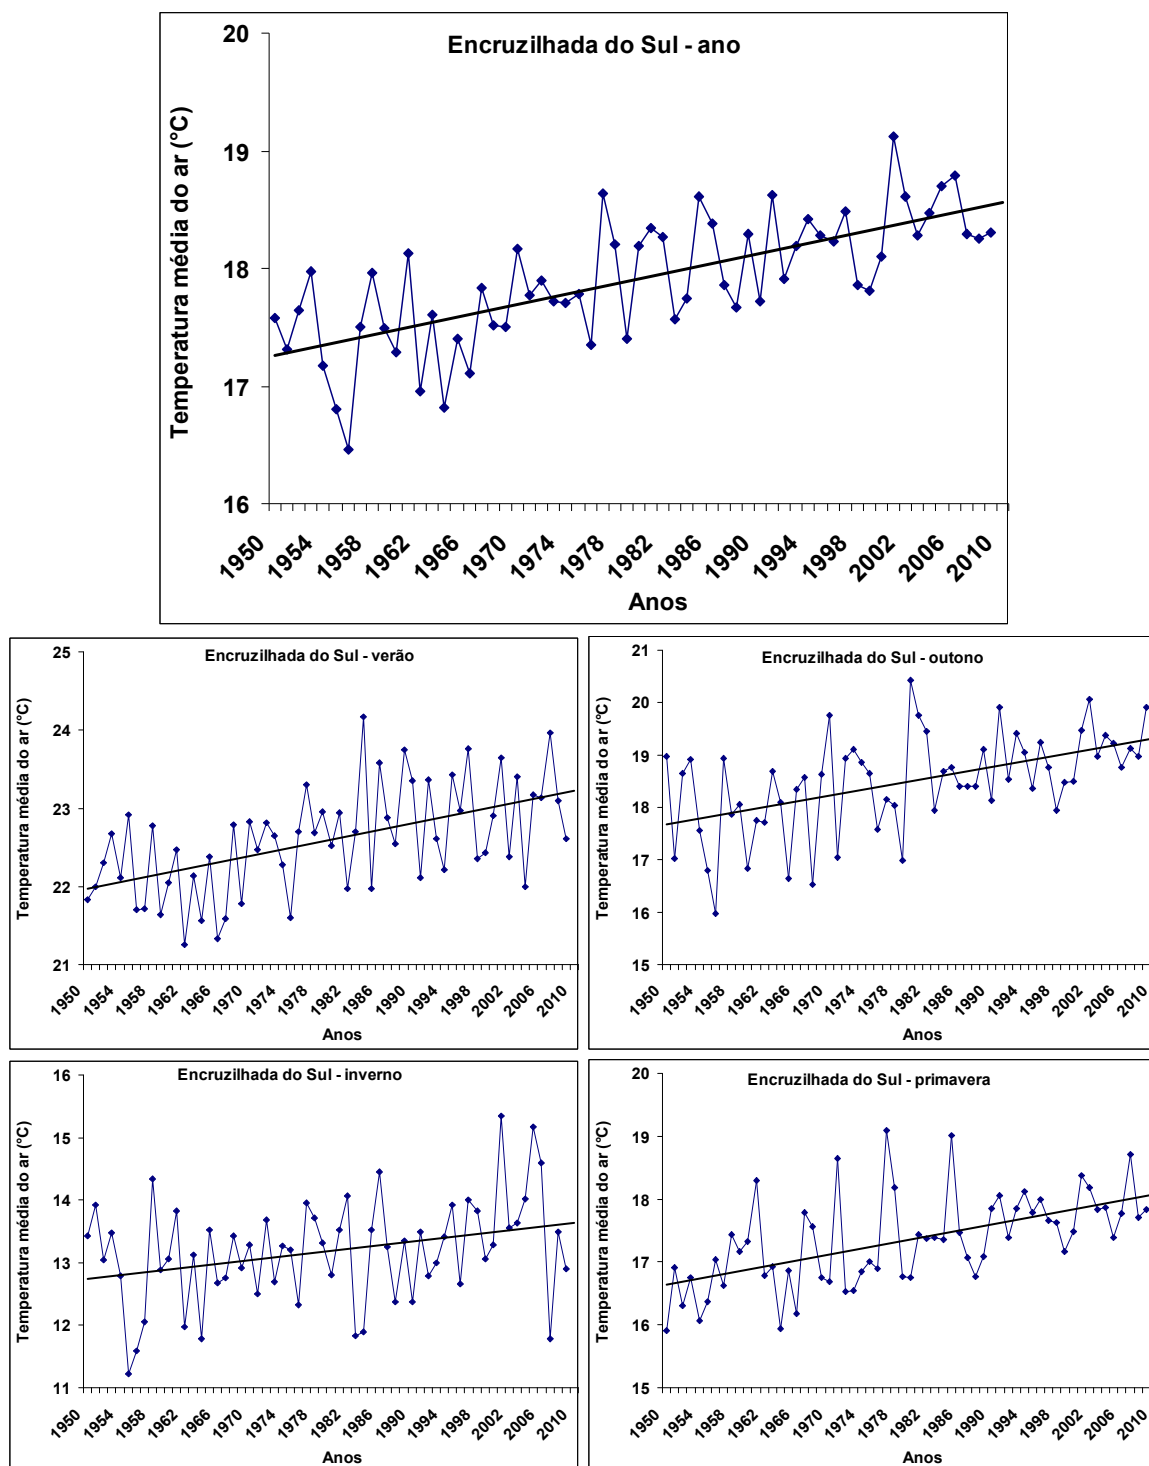 Encruzilhada do Sul - ano
Temperatura média do ar (°C)
20
19
18
17
16
1950 1954 1958 1962 1966 1970 1974 1978 1982 1986 1990 1994 1998 2002 2006 2010
Anos
Encruzilhada do Sul - verão
Temperatura média do ar (°C)
25
24
23
22
21
1950 1954 1958 1962 1966 1970 1974 1978 1982 1986 1990 1994 1998 2002 2006 2010
Anos
Encruzilhada do Sul - outono
Temperatura média do ar (°C)
21
20
19
18
17
16
15
1950 1954 1958 1962 1966 1970 1974 1978 1982 1986 1990 1994 1998 2002 2006 2010
Anos
Encruzilhada do Sul - inverno
Temperatura média do ar (°C)
16
15
14
13
12
11
1950 1954 1958 1962 1966 1970 1974 1978 1982 1986 1990 1994 1998 2002 2006 2010
Anos
Encruzilhada do Sul - primavera
Temperatura média do ar (°C)
20
19
18
17
16
15
1950 1954 1958 1962 1966 1970 1974 1978 1982 1986 1990 1994 1998 2002 2006 2010
Anos